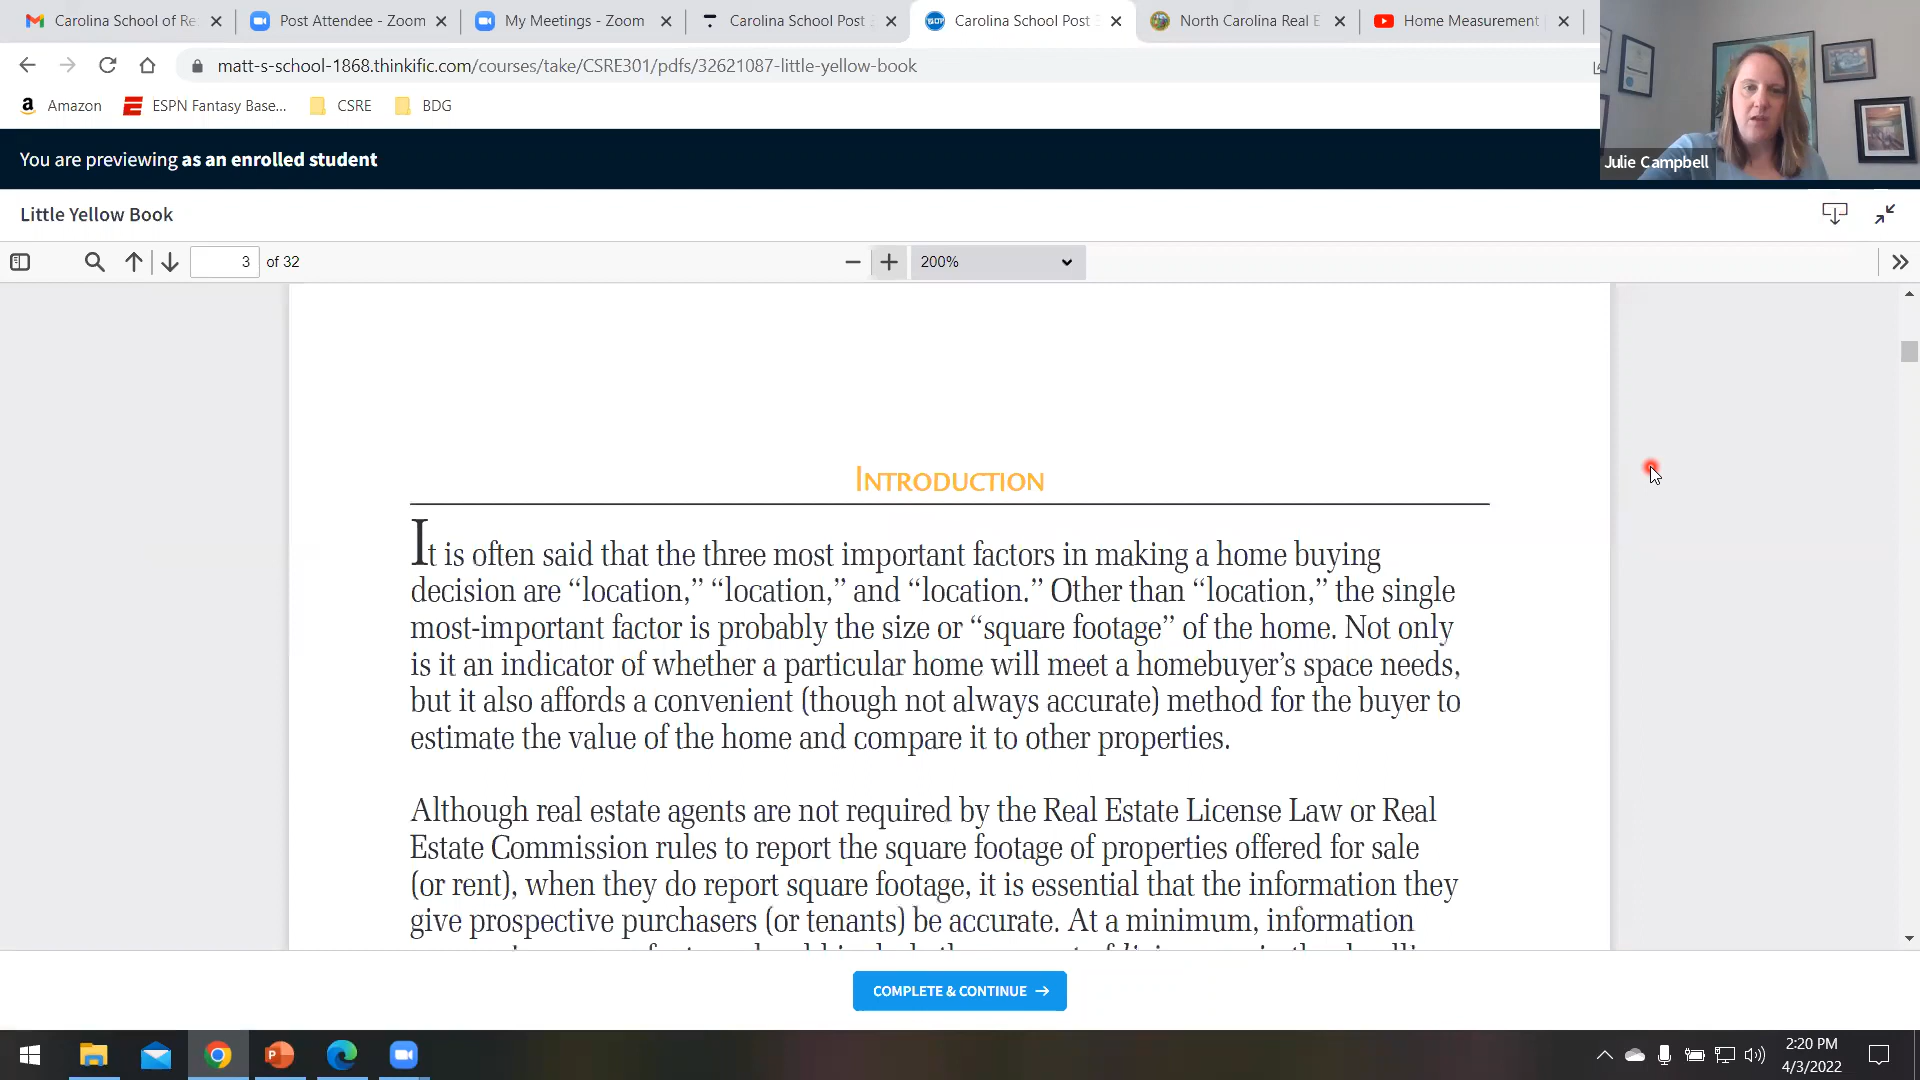 Carolina School of Re
Post Attendee - Zoom
My Meetings - Zoom
Carolina School Post
Carolina School Post
North Carolina Real E
Home Measurement
matt-s-school-1868.thinkific.com/courses/take/CSRE301/pdfs/32621087-little-yellow-book
Amazon
ESPN Fantasy Base...
CSRE
BDG
You are previewing as an enrolled student
Julie Campbell
Little Yellow Book
3 of 32
200%
INTRODUCTION
It is often said that the three most important factors in making a home buying
decision are “location,” “location,” and “location.” Other than “location,” the single
most-important factor is probably the size or “square footage” of the home. Not only
is it an indicator of whether a particular home will meet a homebuyer’s space needs,
but it also affords a convenient (though not always accurate) method for the buyer to
estimate the value of the home and compare it to other properties.
Although real estate agents are not required by the Real Estate License Law or Real
Estate Commission rules to report the square footage of properties offered for sale
(or rent), when they do report square footage, it is essential that the information they
give prospective purchasers (or tenants) be accurate. At a minimum, information
COMPLETE & CONTINUE →
2:20 PM
4/3/2022